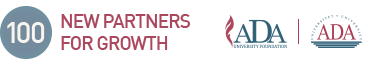 100
NEW PARTNERS
FOR GROWTH
ADA
UNIVERSITY FOUNDATION
ADA